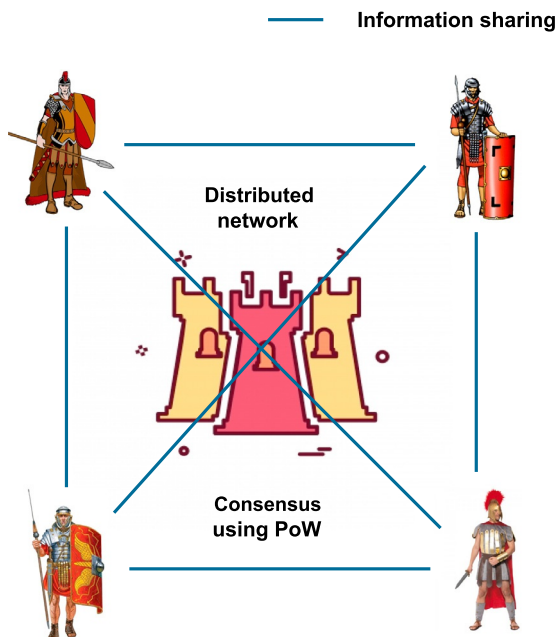 Information sharing
Distributed
network
Consensus
using PoW